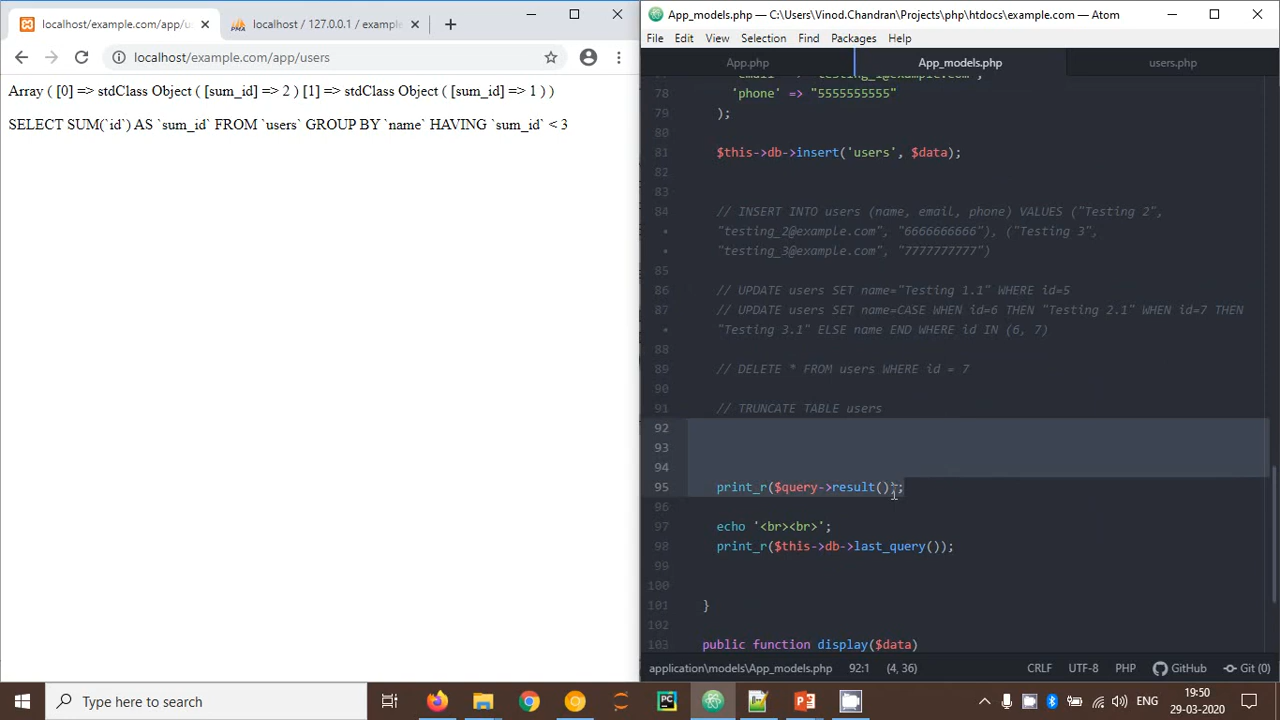 localhost/example.com/app/us
localhost / 127.0.0.1 / example
localhost/example.com/app/users
Array ( [0] => stdClass Object ( [sum_id] => 2 ) [1] => stdClass Object ( [sum_id] => 1 ) )
SELECT SUM(`id`) AS `sum_id` FROM `users` GROUP BY `name` HAVING `sum_id` < 3
App_models.php — C:\Users\Vinod.Chandran\Projects\php\htdocs\example.com — Atom
File Edit View Selection Find Packages Help
App.php App_models.php users.php
77 'email' => "testing_1@example.com",
78 'phone' => "5555555555"
79 );
80
81 $this->db->insert('users', $data);
82
83
84 // INSERT INTO users (name, email, phone) VALUES ("Testing 2",
• "testing_2@example.com", "6666666666"), ("Testing 3",
• "testing_3@example.com", "7777777777")
85
86 // UPDATE users SET name="Testing 1.1" WHERE id=5
87 // UPDATE users SET name=CASE WHEN id=6 THEN "Testing 2.1" WHEN id=7 THEN
• "Testing 3.1" ELSE name END WHERE id IN (6, 7)
88
89 // DELETE * FROM users WHERE id = 7
90
91 // TRUNCATE TABLE users
92
93
94
95 print_r($query->result());
96
97 echo '<br><br>';
98 print_r($this->db->last_query());
99
100
101 }
102
103 public function display($data)
application\models\App_models.php 92:1 (4, 36) CRLF UTF-8 PHP GitHub Git (0)
Type here to search
ENG
19:50
29-03-2020